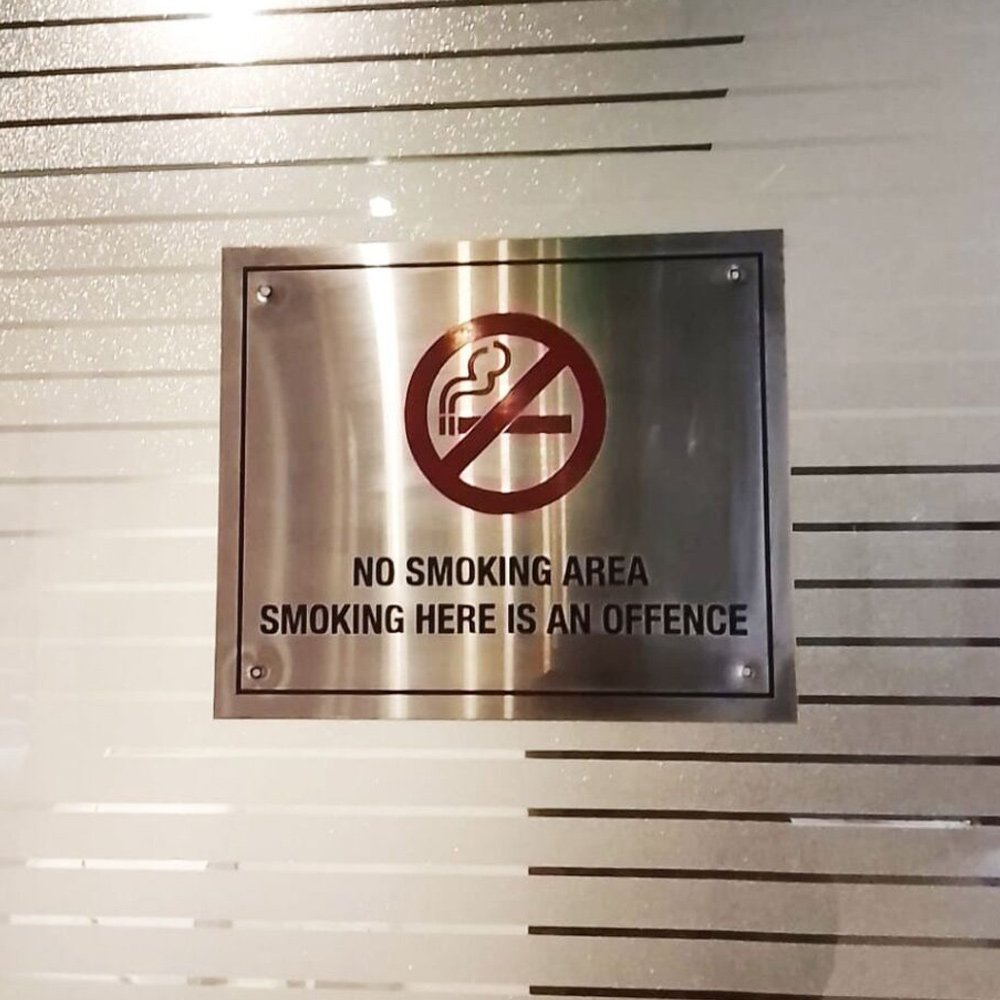 NO SMOKING AREA
SMOKING HERE IS AN OFFENCE